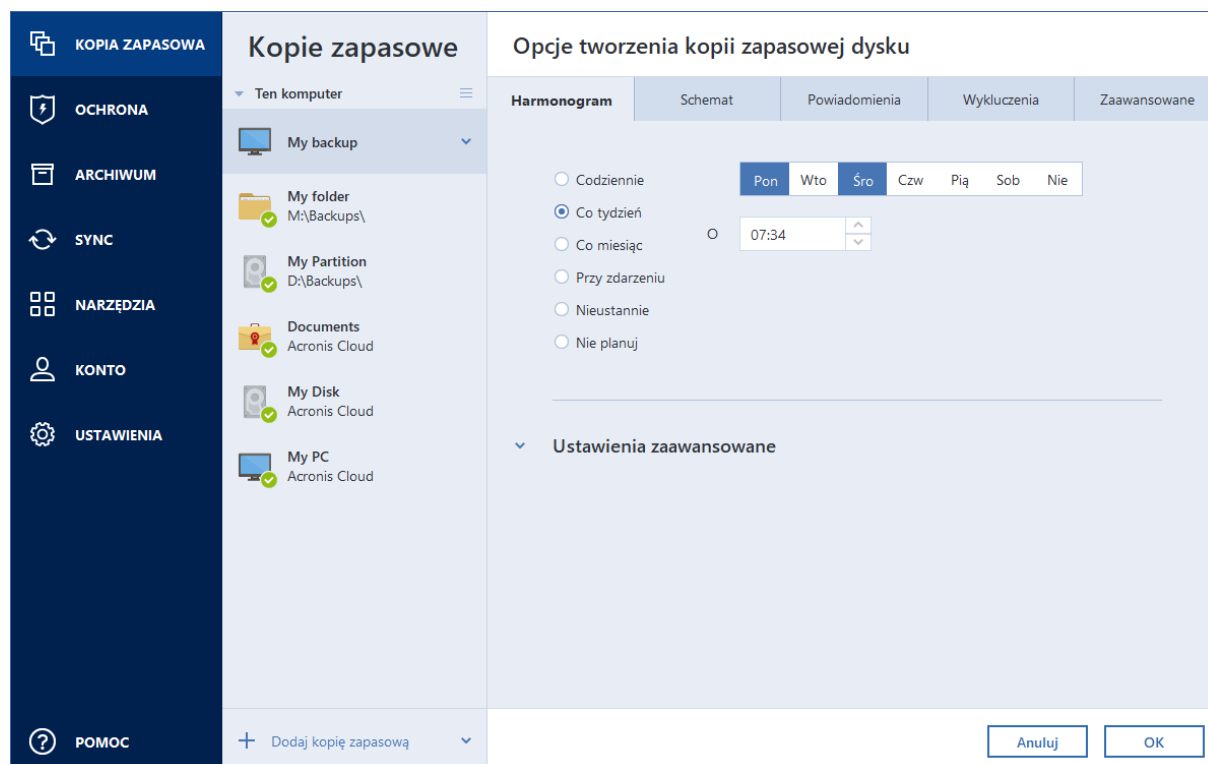 KOPIA ZAPASOWA
OCHRONA
ARCHIWUM
SYNC
NARZĘDZIA
KONTO
USTAWIENIA
POMOC
Kopie zapasowe
Ten komputer
My backup
My folder
M:\Backups\
My Partition
D:\Backups\
Documents
Acronis Cloud
My Disk
Acronis Cloud
My PC
Acronis Cloud
Dodaj kopię zapasową
Opcje tworzenia kopii zapasowej dysku
Harmonogram Schemat Powiadomienia Wykluczenia Zaawansowane
Codziennie
Co tydzień
Co miesiąc
Przy zdarzeniu
Nieustannie
Nie planuj
Pon Wto Śro Czw Pią Sob Nie
O 07:34
Ustawienia zaawansowane
Anuluj OK